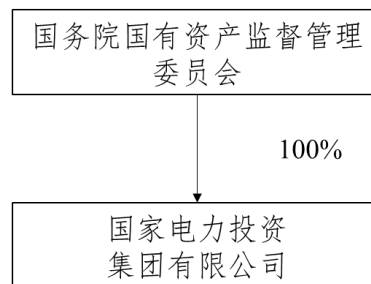 国务院国有资产监督管理
委员会
100%
国家电力投资
集团有限公司